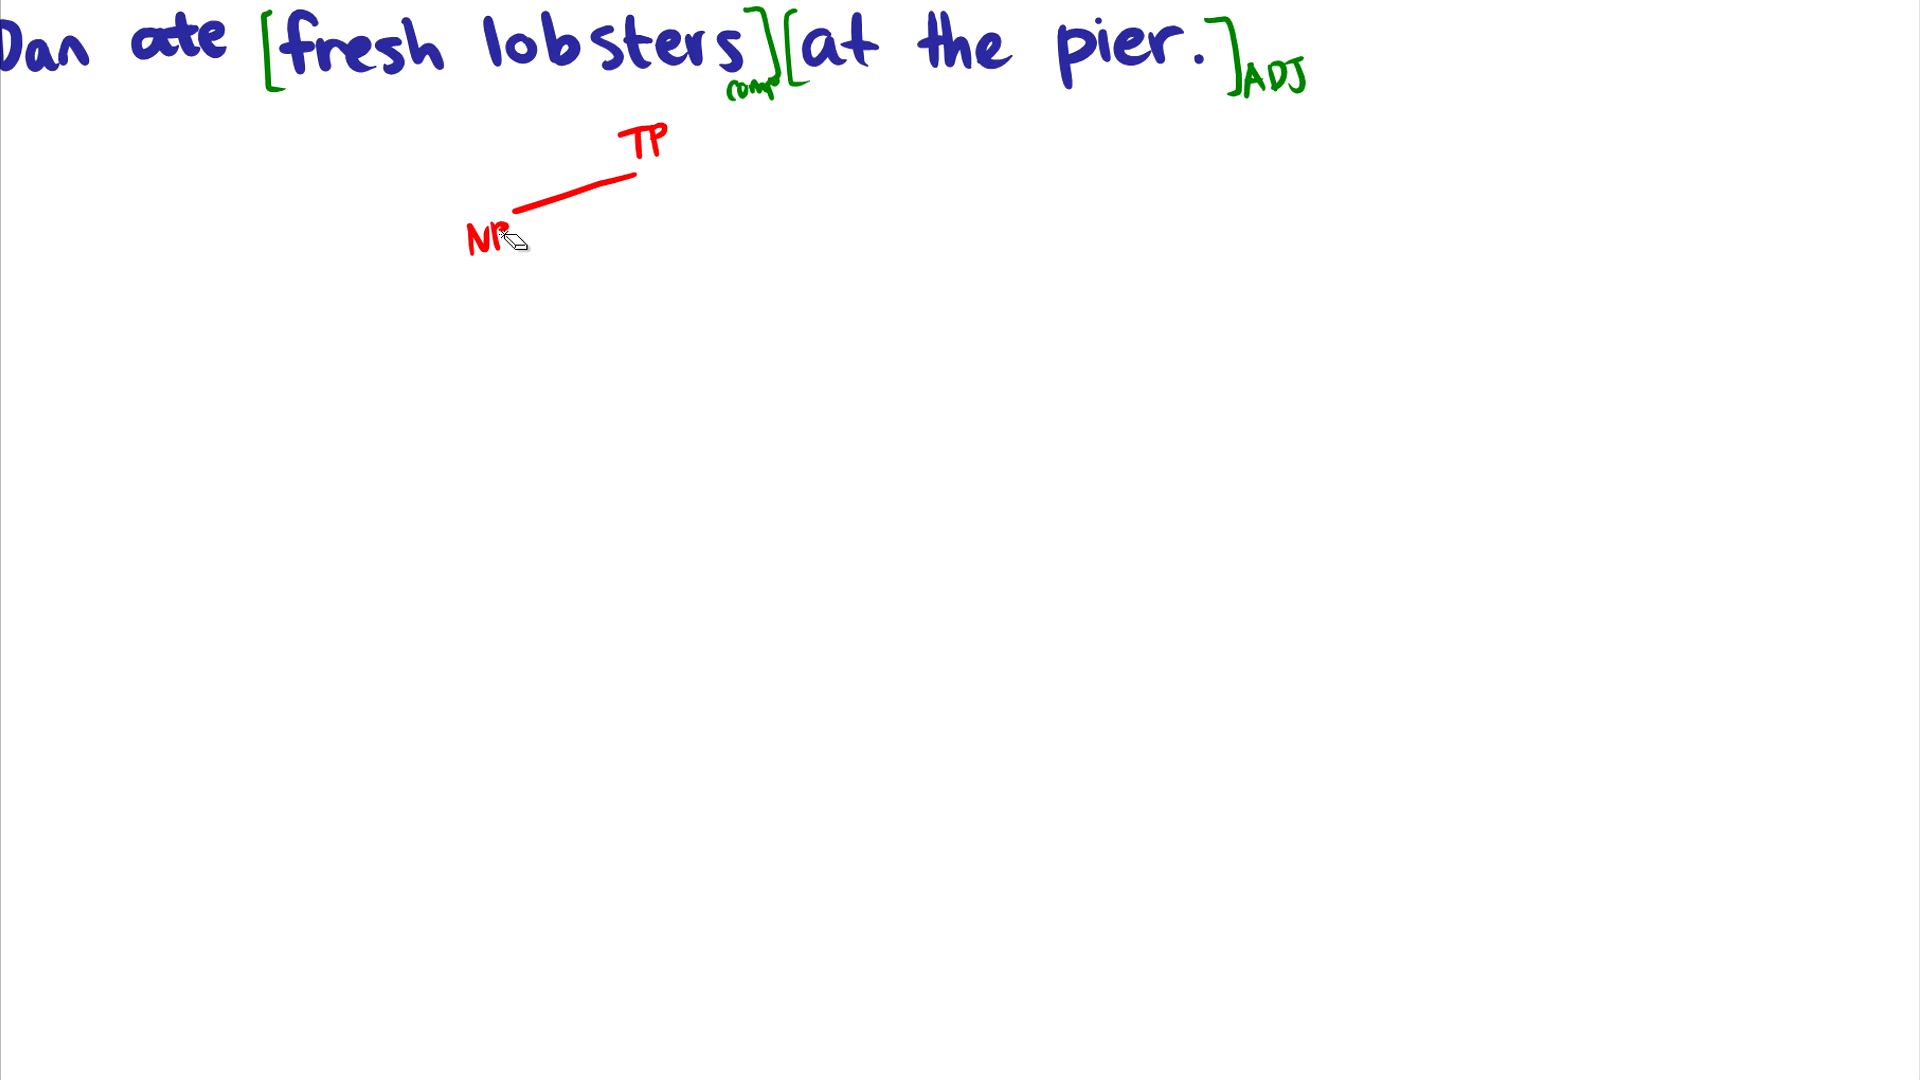 Dan ate [fresh lobsters] [at the pier.]
comp ADJ
TP
NP